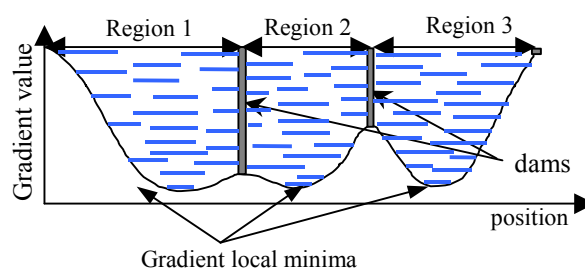 Region 1 Region 2 Region 3
Gradient value
dams
position
Gradient local minima